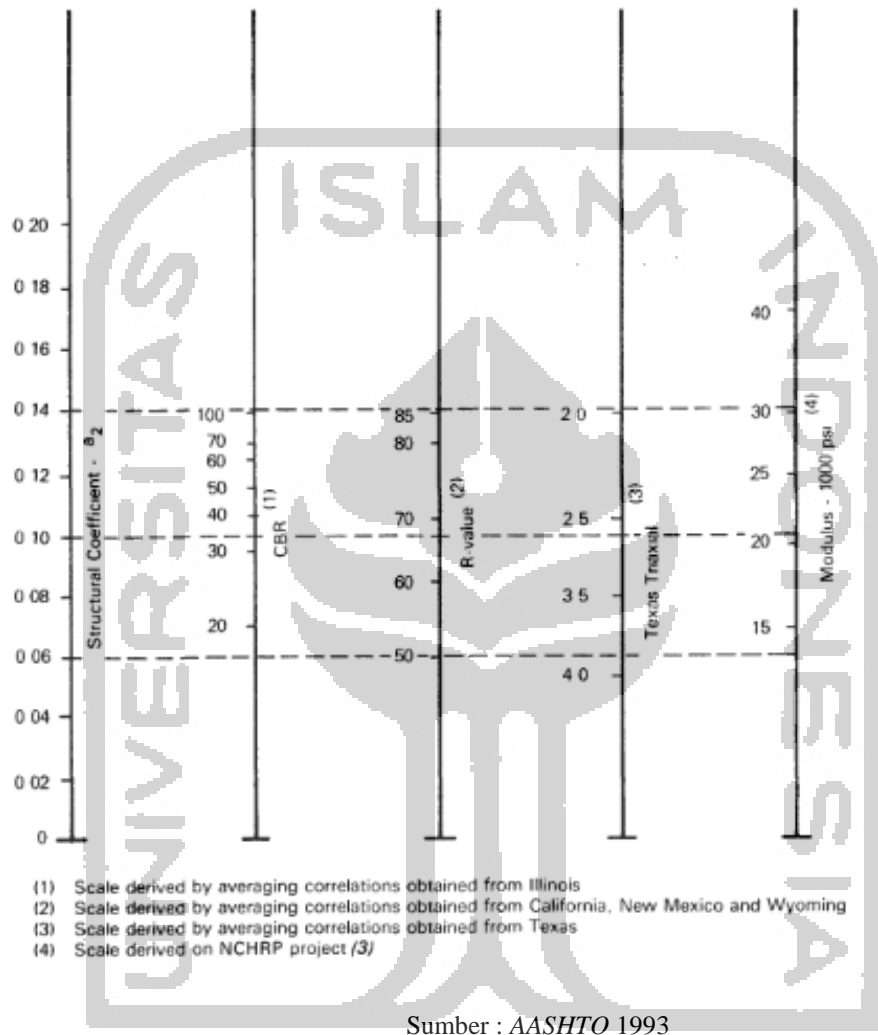 ISLAM
UNIVERSITAS
INDONESIA
0 20
0 18
0 16
0 14
0 12
0 10
0 08
0 06
0 04
0 02
0
Structural Coefficient - a2
100
70
60
50
40
30
20
CBR (1)
85
80
70
60
50
R-value (2)
2 0
2 5
3 5
4 0
Texas Triaxial (3)
40
30
25
20
15
Modulus - 1000 psi (4)
(1) Scale derived by averaging correlations obtained from Illinois
(2) Scale derived by averaging correlations obtained from California, New Mexico and Wyoming
(3) Scale derived by averaging correlations obtained from Texas
(4) Scale derived on NCHRP project (3)
Sumber : AASHTO 1993